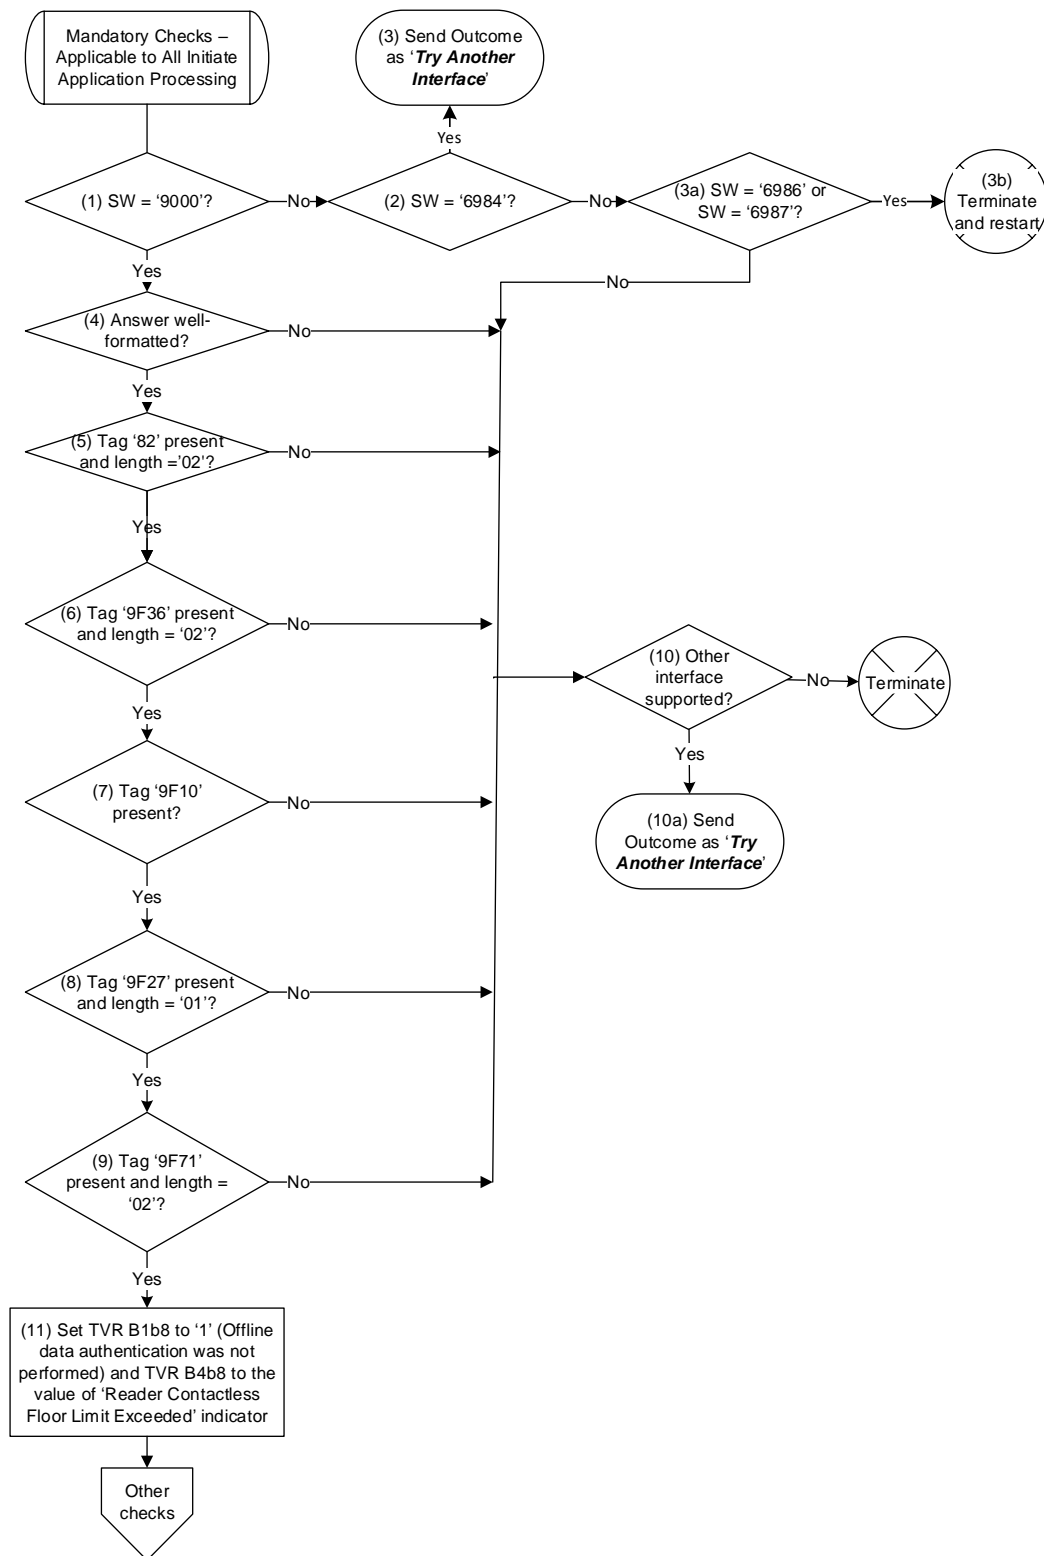 Mandatory Checks –
Applicable to All Initiate
Application Processing
(3) Send Outcome
as ‘Try Another
Interface’
Yes
(1) SW = ‘9000’?
No
(2) SW = ‘6984’?
No
(3a) SW = ‘6986’ or
SW = ‘6987’?
Yes
(3b)
Terminate
and restart
Yes
No
(4) Answer well-
formatted?
No
Yes
(5) Tag ‘82’ present
and length =’02’?
No
Yes
(6) Tag ‘9F36’ present
and length = ‘02’?
No
Yes
(10) Other
interface
supported?
No
Terminate
Yes
(10a) Send
Outcome as ‘Try
Another Interface’
(7) Tag ‘9F10’
present?
No
Yes
(8) Tag ‘9F27’ present
and length = ‘01’?
No
Yes
(9) Tag ‘9F71’
present and length =
‘02’?
No
Yes
(11) Set TVR B1b8 to ‘1’ (Offline
data authentication was not
performed) and TVR B4b8 to the
value of ‘Reader Contactless
Floor Limit Exceeded’ indicator
Other
checks